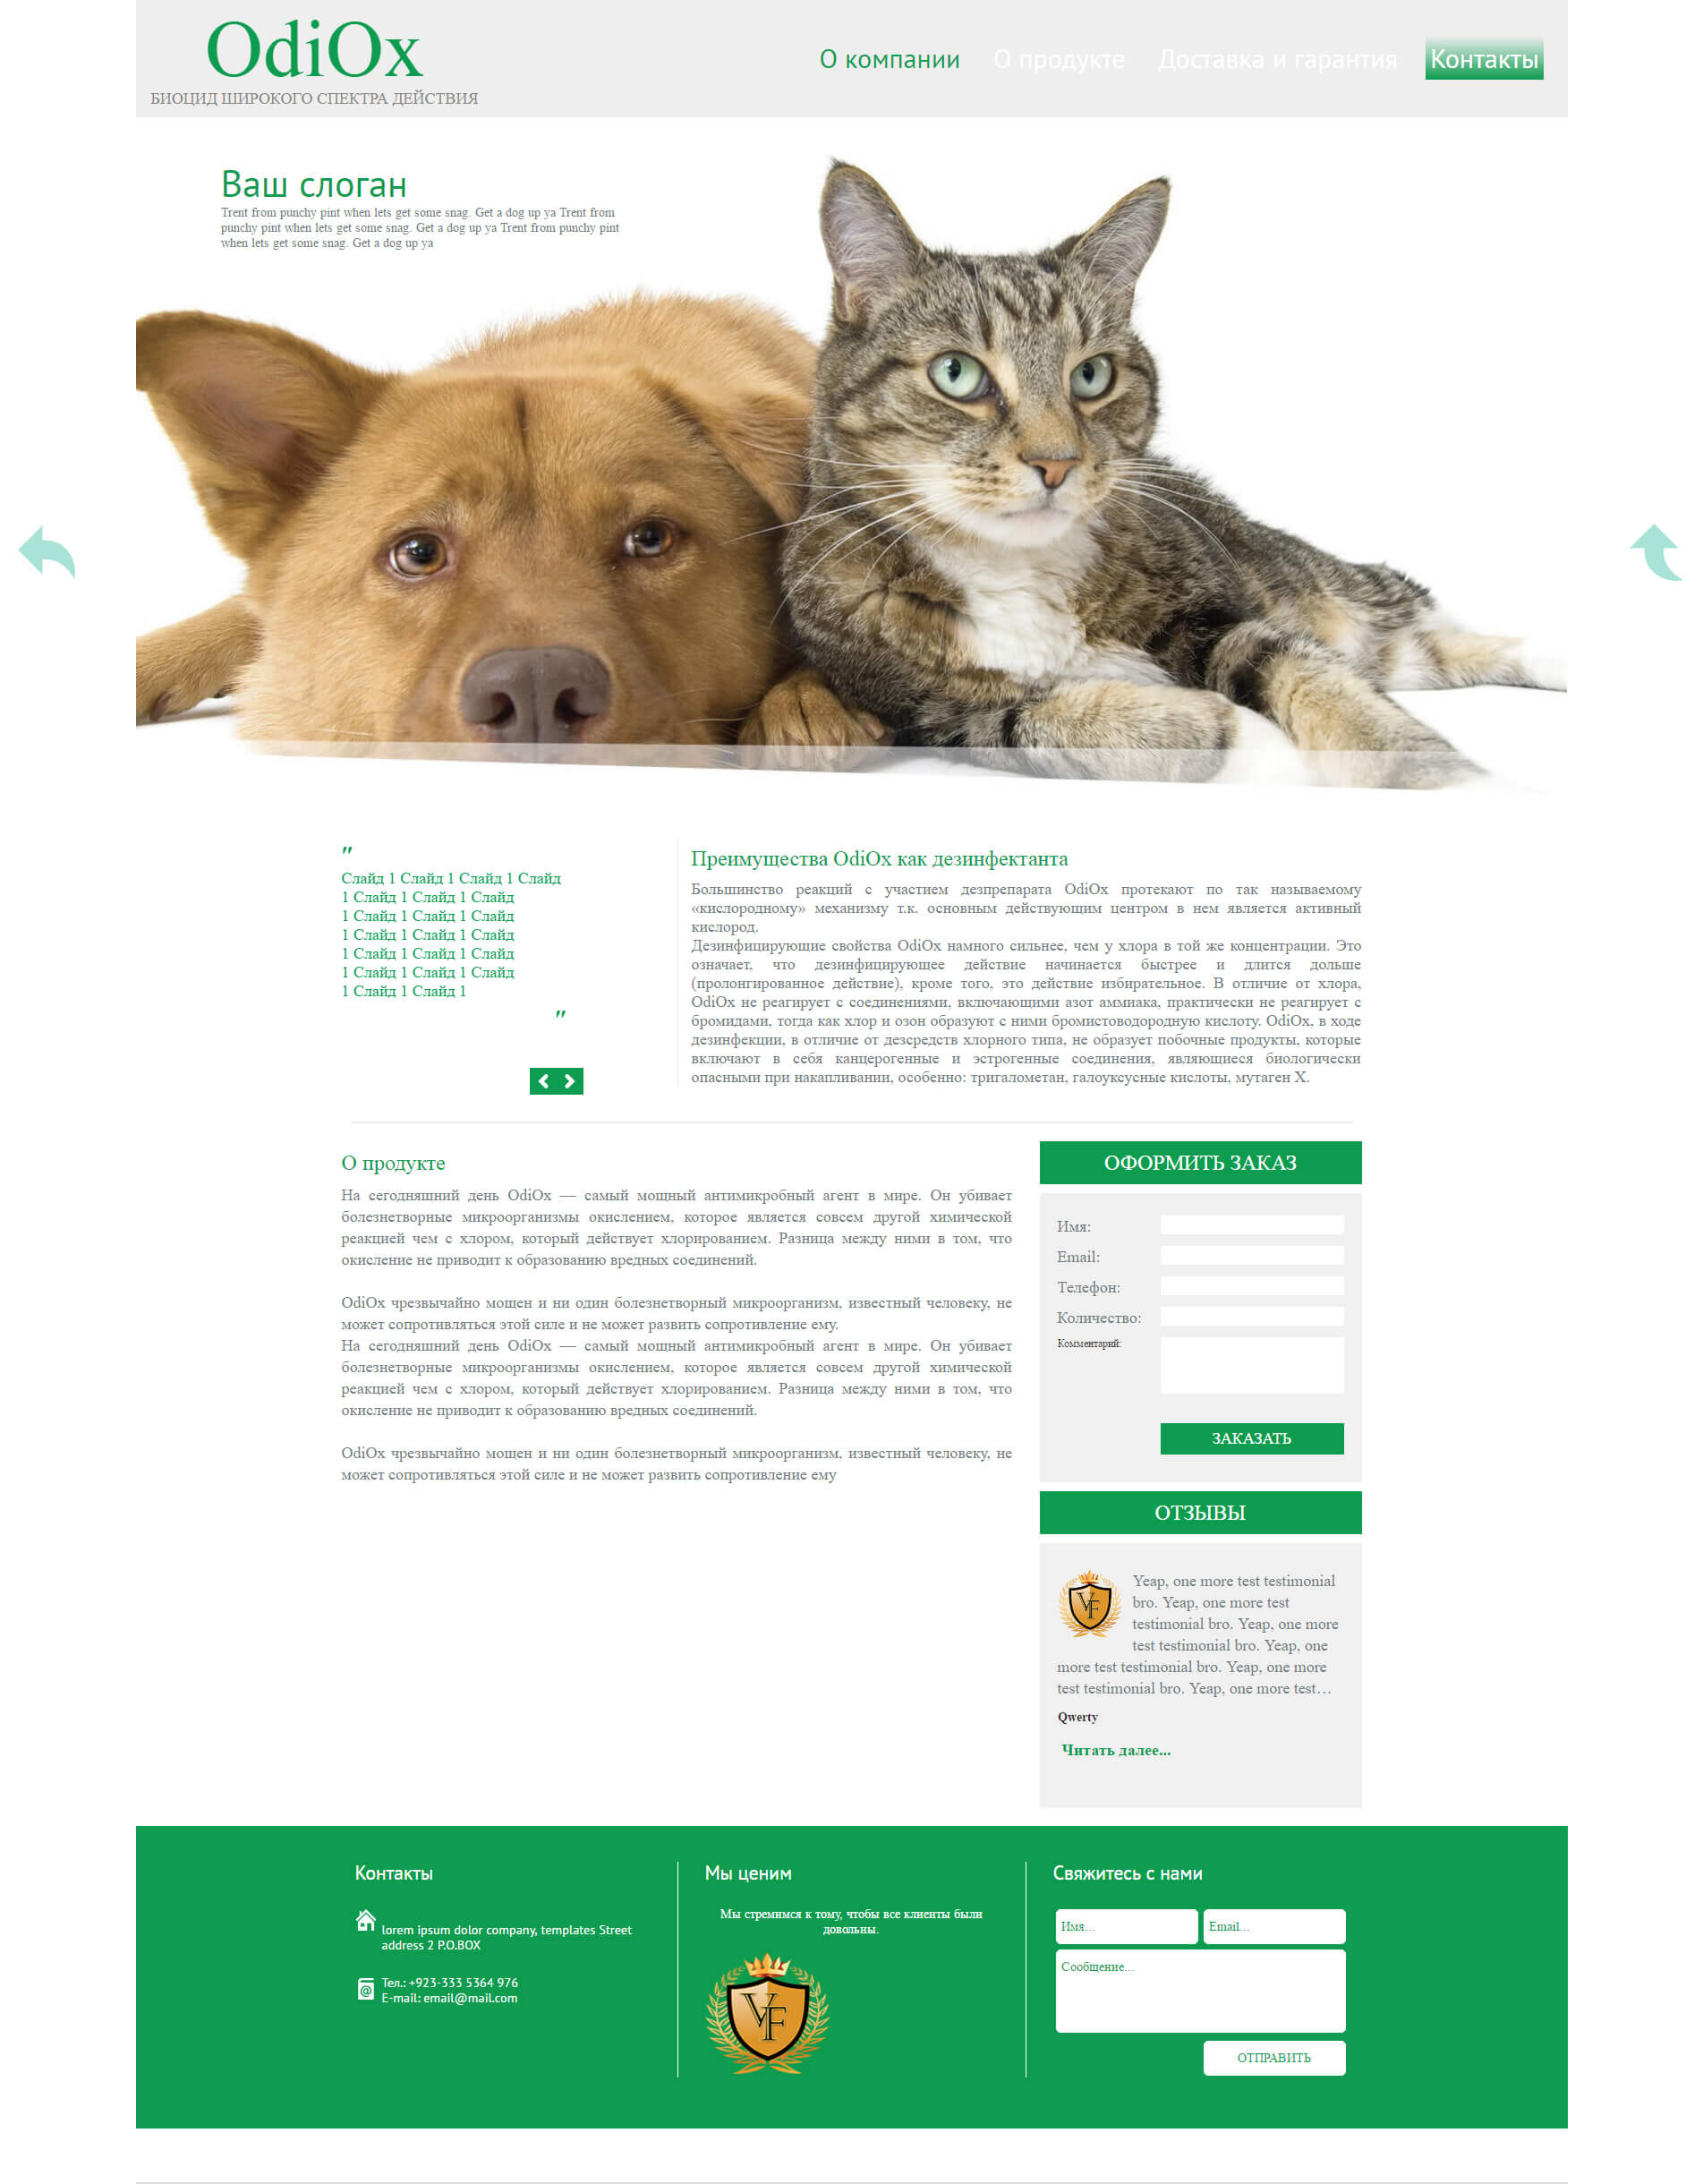 OdiOx
БИОЦИД ШИРОКОГО СПЕКТРА ДЕЙСТВИЯ
О компании
О продукте
Доставка и гарантия
Контакты
Ваш слоган
Trent from punchy pint when lets get some snag. Get a dog up ya Trent from
punchy pint when lets get some snag. Get a dog up ya Trent from punchy pint
when lets get some snag. Get a dog up ya
"
Слайд 1 Слайд 1 Слайд 1 Слайд
1 Слайд 1 Слайд 1 Слайд
1 Слайд 1 Слайд 1 Слайд
1 Слайд 1 Слайд 1 Слайд
1 Слайд 1 Слайд 1 Слайд
1 Слайд 1 Слайд 1 Слайд
1 Слайд 1 Слайд 1
"
Преимущества OdiOx как дезинфектанта
Большинство реакций с участием дезпрепарата OdiOx протекают по так называемому
«кислородному» механизму т.к. основным действующим центром в нем является активный
кислород.
Дезинфицирующие свойства OdiOx намного сильнее, чем у хлора в той же концентрации. Это
означает, что дезинфицирующее действие начинается быстрее и длится дольше
(пролонгированное действие), кроме того, это действие избирательное. В отличие от хлора,
OdiOx не реагирует с соединениями, включающими азот аммиака, практически не реагирует с
бромидами, тогда как хлор и озон образуют с ними бромистоводородную кислоту. OdiOx, в ходе
дезинфекции, в отличие от дезсредств хлорного типа, не образует побочные продукты, которые
включают в себя канцерогенные и эстрогенные соединения, являющиеся биологически
опасными при накапливании, особенно: тригалометан, галоуксусные кислоты, мутаген Х.
О продукте
На сегодняшний день OdiOx — самый мощный антимикробный агент в мире. Он убивает
болезнетворные микроорганизмы окислением, которое является совсем другой химической
реакцией чем с хлором, который действует хлорированием. Разница между ними в том, что
окисление не приводит к образованию вредных соединений.
OdiOx чрезвычайно мощен и ни один болезнетворный микроорганизм, известный человеку, не
может сопротивляться этой силе и не может развить сопротивление ему.
На сегодняшний день OdiOx — самый мощный антимикробный агент в мире. Он убивает
болезнетворные микроорганизмы окислением, которое является совсем другой химической
реакцией чем с хлором, который действует хлорированием. Разница между ними в том, что
окисление не приводит к образованию вредных соединений.
OdiOx чрезвычайно мощен и ни один болезнетворный микроорганизм, известный человеку, не
может сопротивляться этой силе и не может развить сопротивление ему
ОФОРМИТЬ ЗАКАЗ
Имя:
Email:
Телефон:
Количество:
Комментарий:
ЗАКАЗАТЬ
ОТЗЫВЫ
VF
Yeap, one more test testimonial
bro. Yeap, one more test
testimonial bro. Yeap, one more
test testimonial bro. Yeap, one
more test testimonial bro. Yeap, one more
test testimonial bro. Yeap, one more test…
Qwerty
Читать далее...
Контакты
lorem ipsum dolor company, templates Street
address 2 P.O.BOX
Тел.: +923-333 5364 976
E-mail: email@mail.com
Мы ценим
Мы стремимся к тому, чтобы все клиенты были
довольны.
VF
Свяжитесь с нами
Имя...
Email...
Сообщение...
ОТПРАВИТЬ